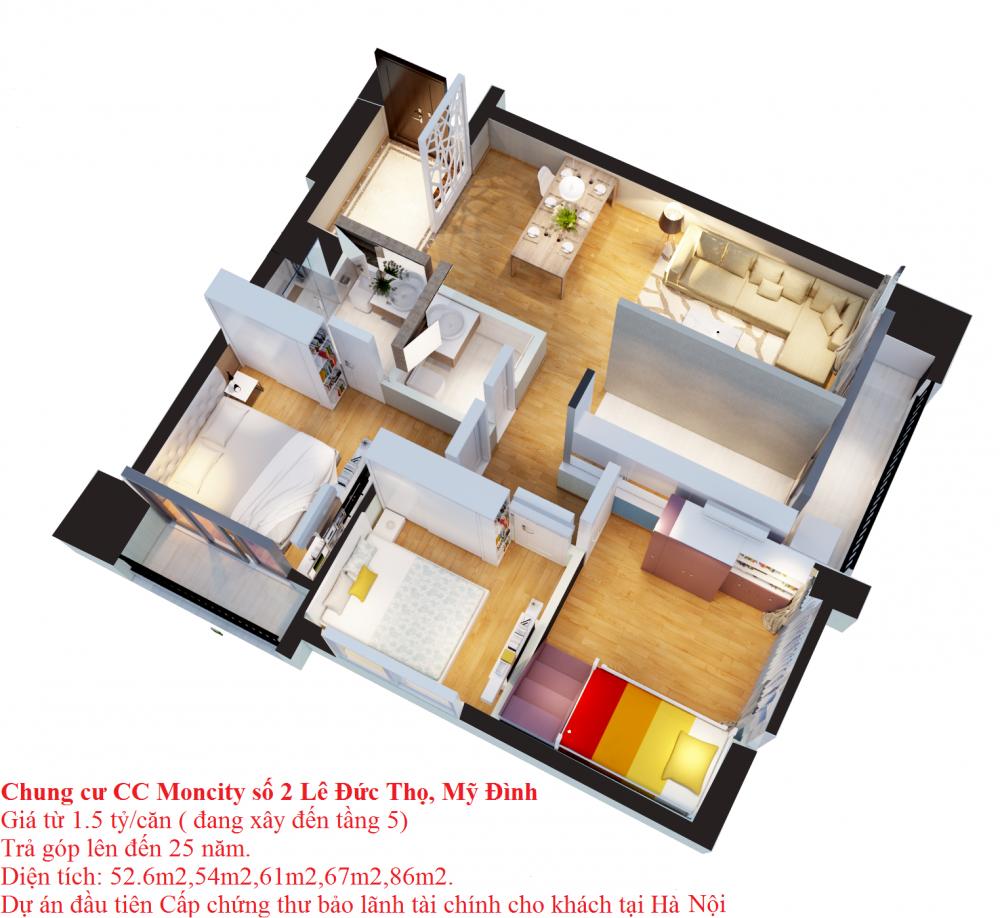 Chung cư CC Moncity số 2 Lê Đức Thọ, Mỹ Đình
Giá từ 1.5 tỷ/căn ( đang xây đến tầng 5)
Trả góp lên đến 25 năm.
Diện tích: 52.6m2,54m2,61m2,67m2,86m2.
Dự án đầu tiên Cấp chứng thư bảo lãnh tài chính cho khách tại Hà Nội